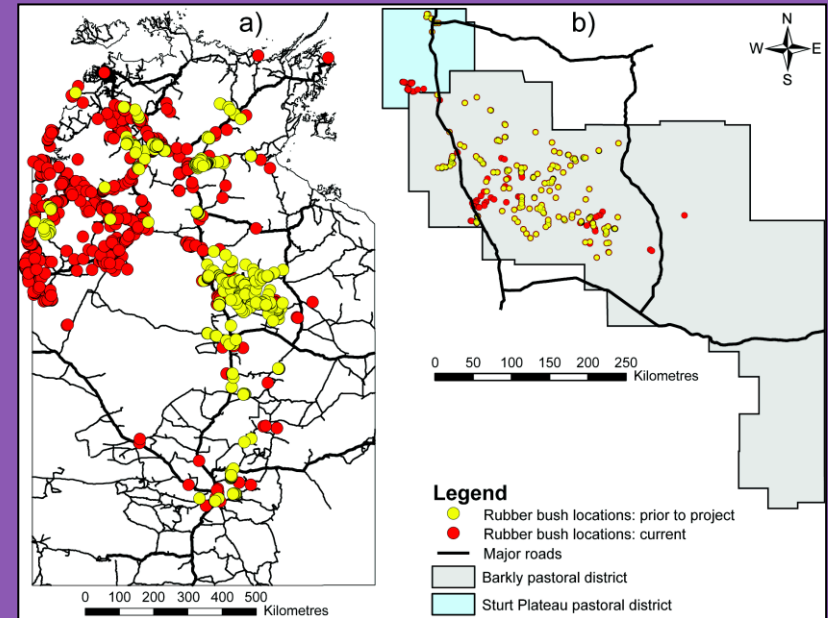 a)
b)
N
W E
S
0 50 100 150 200 250
Kilometres
Legend
Rubber bush locations: prior to project
Rubber bush locations: current
Major roads
Barkly pastoral district
Sturt Plateau pastoral district
0 100 200 300 400 500
Kilometres